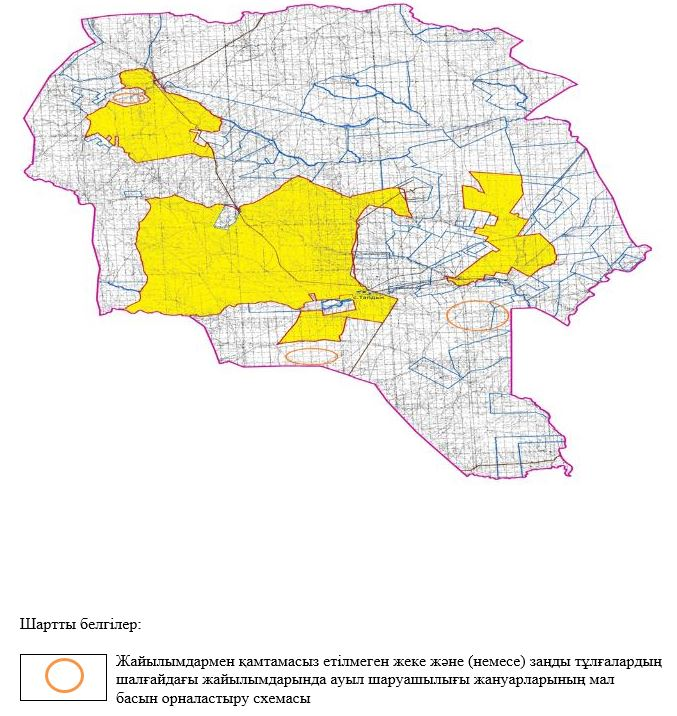 с.Талдык
Шартты белгілер:
Жайылымдармен қамтамасыз етілмеген жеке және (немесе) заңды тұлғалардың
шалғайдағы жайылымдарында ауыл шаруашылығы жануарларының мал
басын орналастыру схемасы